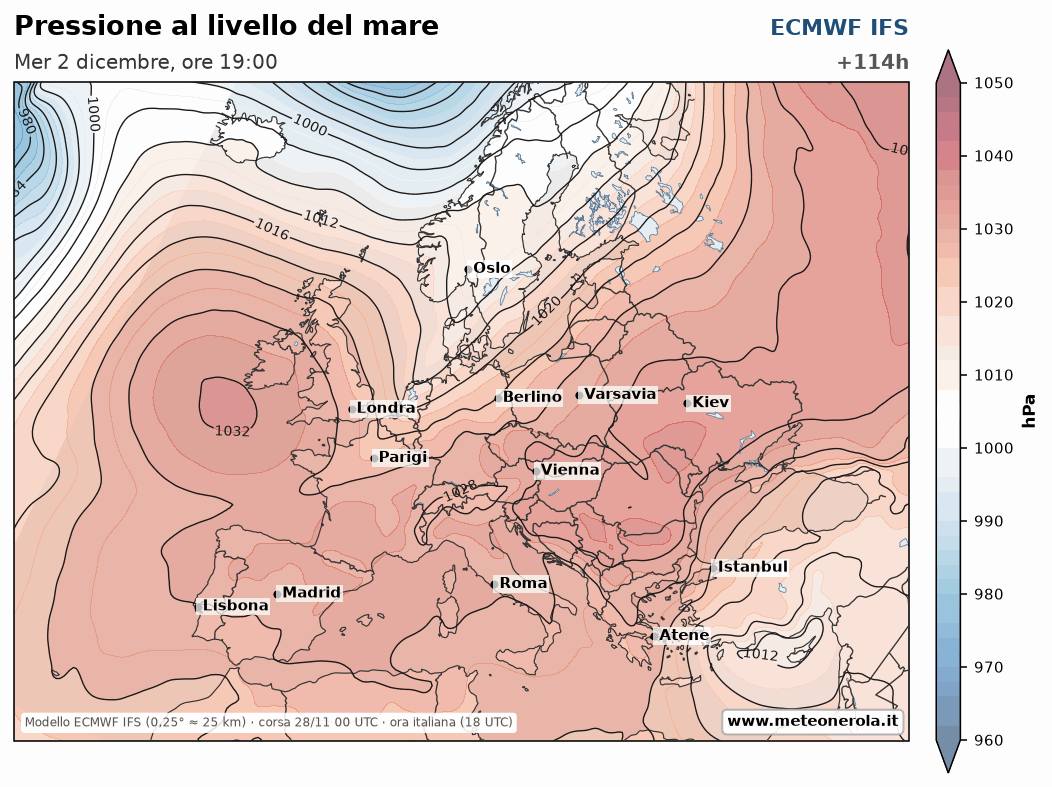 Pressione al livello del mare
ECMWF IFS
Mer 2 dicembre, ore 19:00
+114h
980
1000
1000
1012
1016
1020
1032
1028
1012
Oslo
Londra
Berlino
Varsavia
Kiev
Parigi
Vienna
Istanbul
Roma
Madrid
Lisbona
Atene
Modello ECMWF IFS (0,25° ≈ 25 km) · corsa 28/11 00 UTC · ora italiana (18 UTC)
www.meteonerola.it
1050
1040
1030
1020
1010
1000
990
980
970
960
hPa